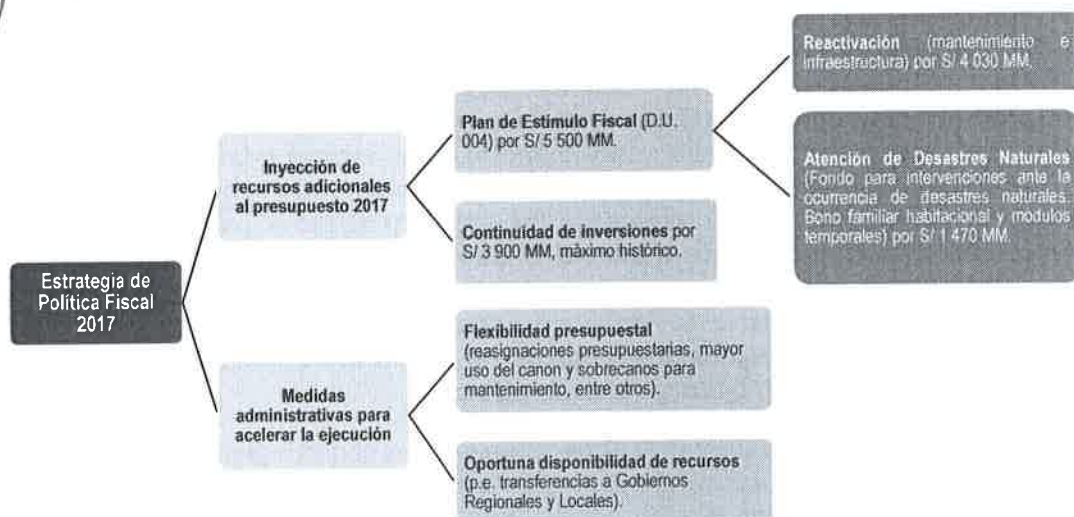 Estrategia de
Política Fiscal
2017
Inyección de
recursos adicionales
al presupuesto 2017
Medidas
administrativas para
acelerar la ejecución
Plan de Estímulo Fiscal (D.U.
004) por S/ 5 500 MM.
Continuidad de inversiones por
S/ 3 900 MM, máximo histórico.
Flexibilidad presupuestal
(reasignaciones presupuestarias, mayor
uso del canon y sobrecanos para
mantenimiento, entre otros).
Oportuna disponibilidad de recursos
(p.e. transferencias a Gobiernos
Regionales y Locales).
Reactivación (mantenimiento e
infraestructura) por S/ 4 030 MM.
Atención de Desastres Naturales
(Fondo para intervenciones ante la
ocurrencia de desastres naturales.
Bono familiar habitacional y módulos
temporales) por S/ 1 470 MM.